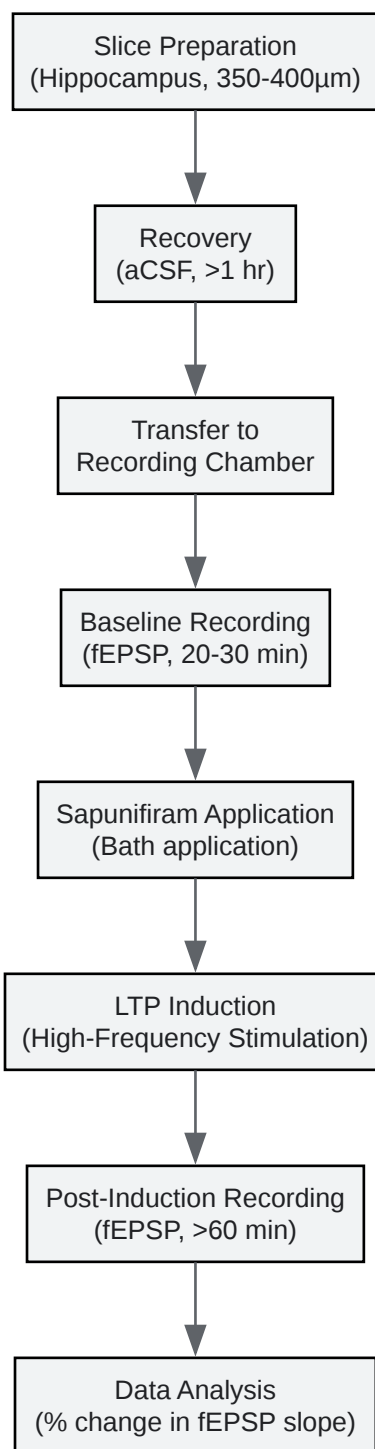 Slice Preparation
(Hippocampus, 350-400µm)
Recovery
(aCSF, >1 hr)
Transfer to
Recording Chamber
Baseline Recording
(fEPSP, 20-30 min)
Sapunifiram Application
(Bath application)
LTP Induction
(High-Frequency Stimulation)
Post-Induction Recording
(fEPSP, >60 min)
Data Analysis
(% change in fEPSP slope)